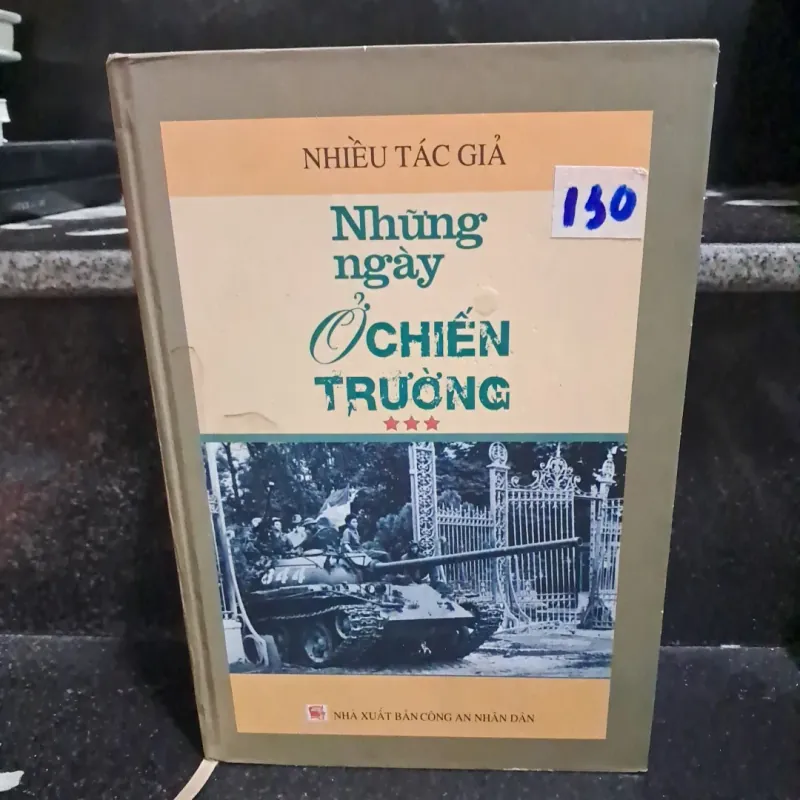 NHIỀU TÁC GIẢ
130
Những
ngày
Ở CHIẾN
TRƯỜNG
844
NHÀ XUẤT BẢN CÔNG AN NHÂN DÂN